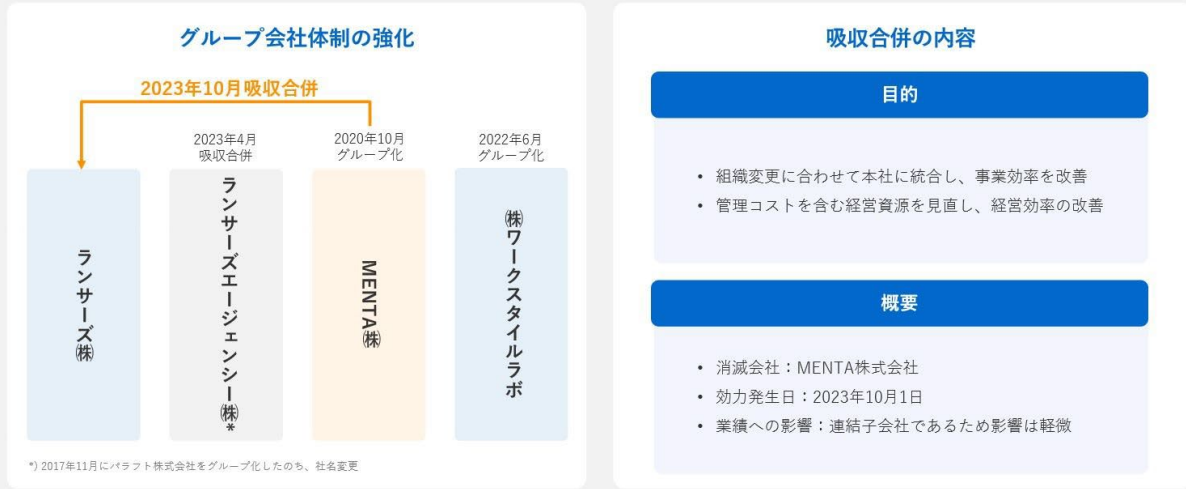 グループ会社体制の強化
2023年10月吸収合併
2023年4月
吸収合併
2020年10月
グループ化
2022年6月
グループ化
ランサーズ㈱
ランサーズエージェンシー㈱*
MENTA㈱
㈱ワークスタイルラボ
*) 2017年11月にパラフト株式会社をグループ化したのち、社名変更
吸収合併の内容
目的
• 組織変更に合わせて本社に統合し、事業効率を改善
• 管理コストを含む経営資源を見直し、経営効率の改善
概要
• 消滅会社：MENTA株式会社
• 効力発生日：2023年10月1日
• 業績への影響：連結子会社であるため影響は軽微